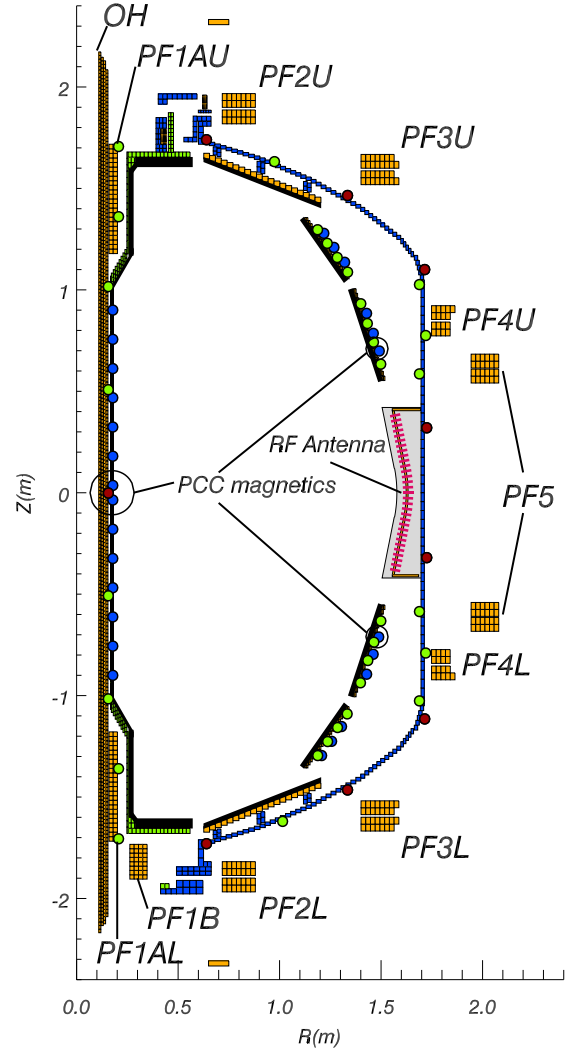 OH
PF1AU
PF2U
PF3U
PF4U
RF Antenna
PCC magnetics
PF5
PF4L
PF3L
PF2L
PF1B
PF1AL
Z(m)
2
1
0
-1
-2
0.0
0.5
1.0
1.5
2.0
R(m)